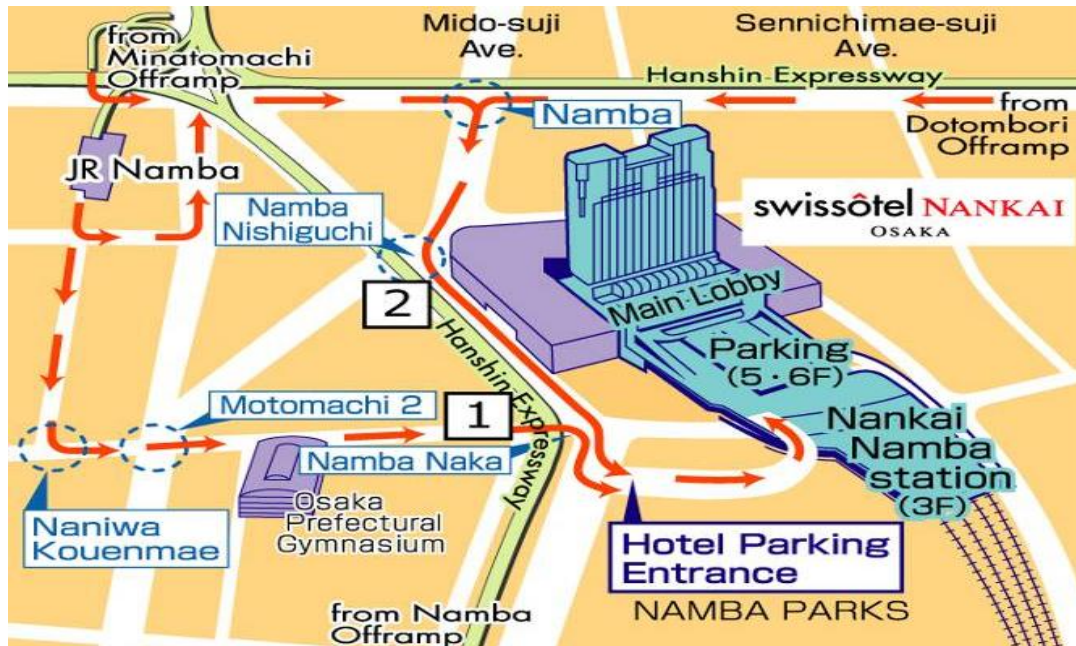 from
Minatomachi
Offramp
Mido-suji
Ave.
Sennichimae-suji
Ave.
Hanshin Expressway
from
Dotombori
Offramp
Namba
JR Namba
Namba
Nishiguchi
swissôtel NANKAI
OSAKA
2
Main Lobby
Hanshin Expressway
Parking
(5・6F)
Motomachi 2
1
Nankai
Namba
station
(3F)
Namba Naka
Osaka
Prefectural
Gymnasium
Naniwa
Kouenmae
Hotel Parking
Entrance
NAMBA PARKS
from Namba
Offramp